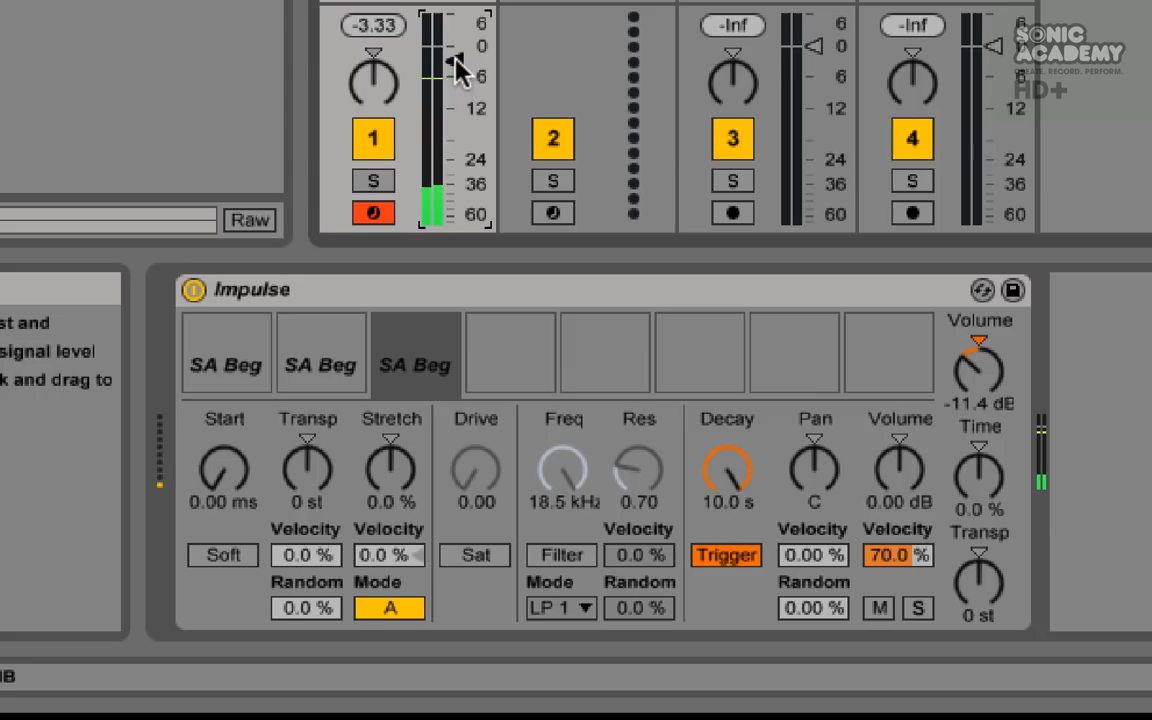 -3.33 6 -Inf 6 -Inf 6
0 0 0
6 6 6
12 12 12
1 2 3 4
24 24 24
S 36 S S 36 S 36
60 60 60
SONIC
ACADEMY
CREATE. RECORD. PERFORM.
HD+
Raw
st and
signal level
k and drag to
Impulse
SA Beg SA Beg SA Beg
Volume
-11.4 dB
Time
0.0 %
Transp
0 st
Start Transp Stretch Drive Freq Res Decay Pan Volume
0.00 ms 0 st 0.0 % 0.00 18.5 kHz 0.70 10.0 s C 0.00 dB
Velocity Velocity Velocity Velocity Velocity
Soft 0.0 % 0.0 % Sat Filter 0.0 % Trigger 0.00 % 70.0 %
Random Mode Mode Random Random
0.0 % A LP 1 0.0 % 0.00 % M S